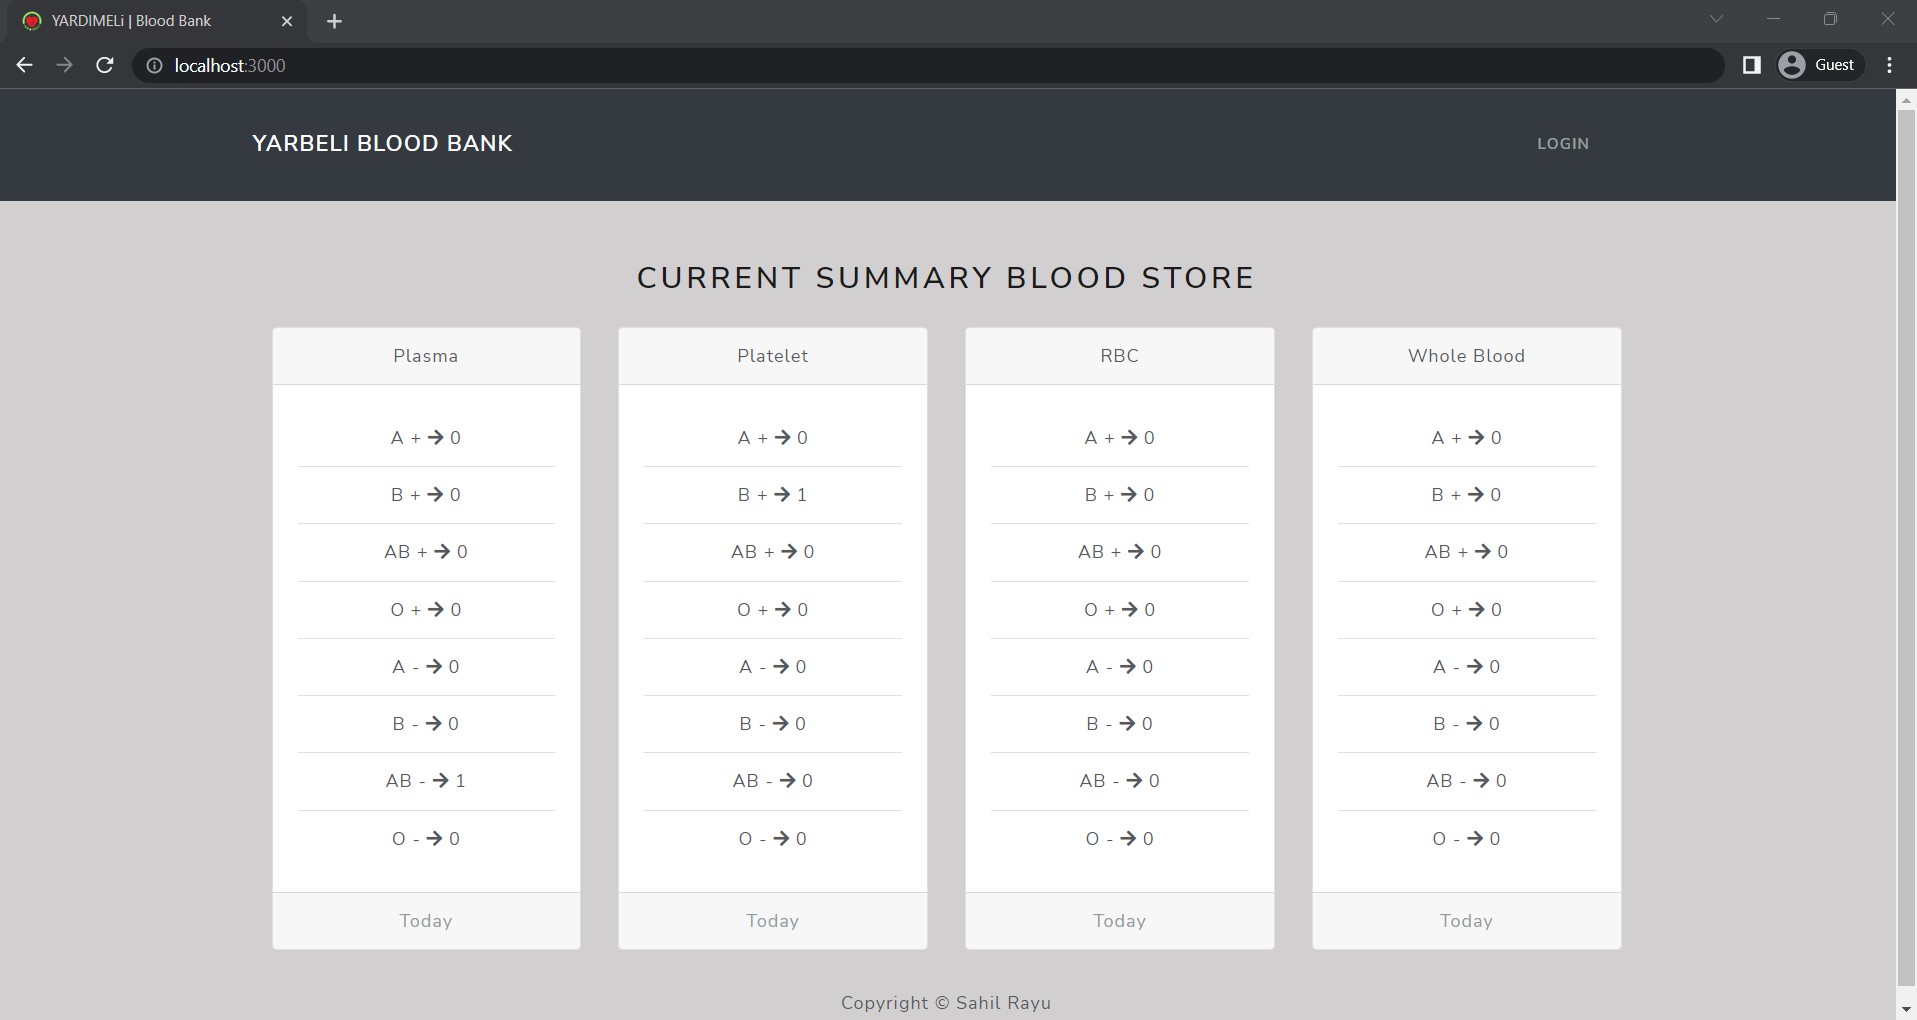 YARDIMELi | Blood Bank
localhost:3000
Guest
YARBELI BLOOD BANK
LOGIN
CURRENT SUMMARY BLOOD STORE
Plasma
A + → 0
B + → 0
AB + → 0
O + → 0
A - → 0
B - → 0
AB - → 1
O - → 0
Today
Platelet
A + → 0
B + → 1
AB + → 0
O + → 0
A - → 0
B - → 0
AB - → 0
O - → 0
Today
RBC
A + → 0
B + → 0
AB + → 0
O + → 0
A - → 0
B - → 0
AB - → 0
O - → 0
Today
Whole Blood
A + → 0
B + → 0
AB + → 0
O + → 0
A - → 0
B - → 0
AB - → 0
O - → 0
Today
Copyright © Sahil Rayu